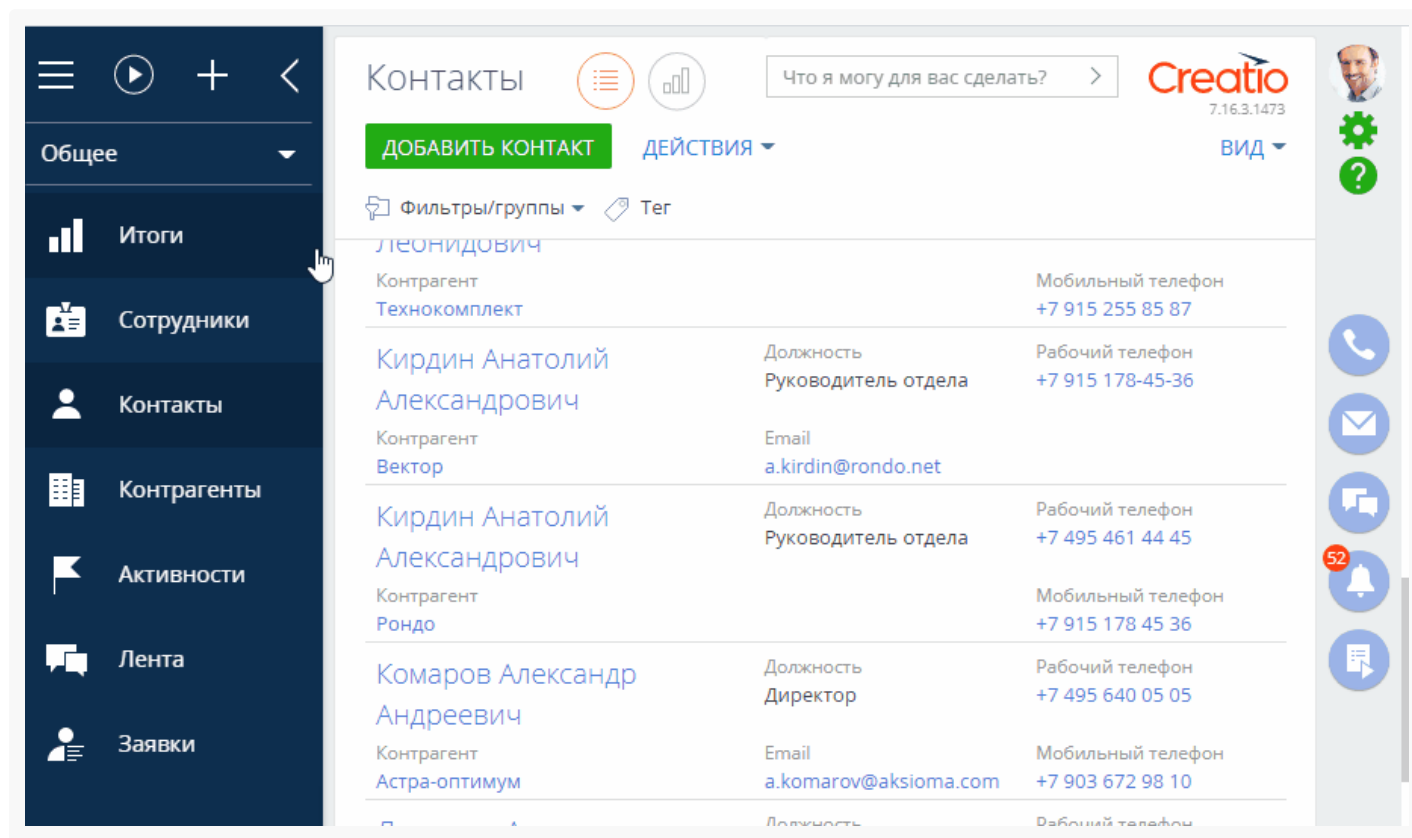 Контакты
Что я могу для вас сделать?
Creatio
7.16.3.1473
Общее
ДОБАВИТЬ КОНТАКТ
ДЕЙСТВИЯ
ВИД
Фильтры/группы
Тег
Итоги
Сотрудники
Контакты
Контрагенты
Активности
Лента
Заявки
Леонидович
Контрагент
Мобильный телефон
Технокомплект
+7 915 255 85 87
Кирдин Анатолий
Александрович
Должность
Рабочий телефон
Руководитель отдела
+7 915 178-45-36
Контрагент
Email
Вектор
a.kirdin@rondo.net
Кирдин Анатолий
Александрович
Должность
Рабочий телефон
Руководитель отдела
+7 495 461 44 45
Контрагент
Мобильный телефон
Рондо
+7 915 178 45 36
Комаров Александр
Андреевич
Должность
Рабочий телефон
Директор
+7 495 640 05 05
Контрагент
Email
Мобильный телефон
Астра-оптимум
a.komarov@aksioma.com
+7 903 672 98 10
Должность
Рабочий телефон
52